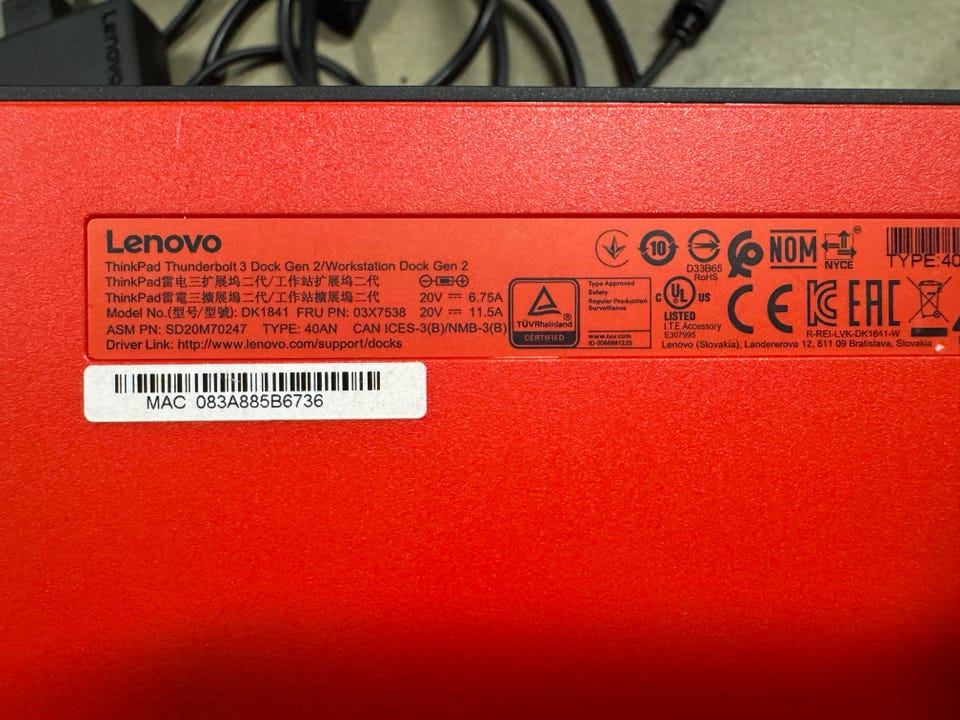 Lenovo
Lenovo
ThinkPad Thunderbolt 3 Dock Gen 2/Workstation Dock Gen 2
ThinkPad雷电三扩展坞二代/工作站扩展坞二代
ThinkPad雷電三擴展塢二代/工作站擴展塢二代 20V 6.75A
Model No.(型号/型號): DK1841 FRU PN: 03X7538 20V 11.5A
ASM PN: SD20M70247 TYPE: 40AN CAN ICES-3(B)/NMB-3(B)
Driver Link: http://www.lenovo.com/support/docks
TÜVRheinland
CERTIFIED
Type Approved
Safety
Regular Production
Surveillance
www.tuv.com
10
D33B65
RoHS
NOM
NYCE
TYPE:40
c UL US
LISTED
I.T.E. Accessory
E307995
CE
EAC
R-REI-LVK-DK1841-W
Lenovo (Slovakia), Landererova 12, 811 09 Bratislava, Slovakia
MAC 083A885B6736